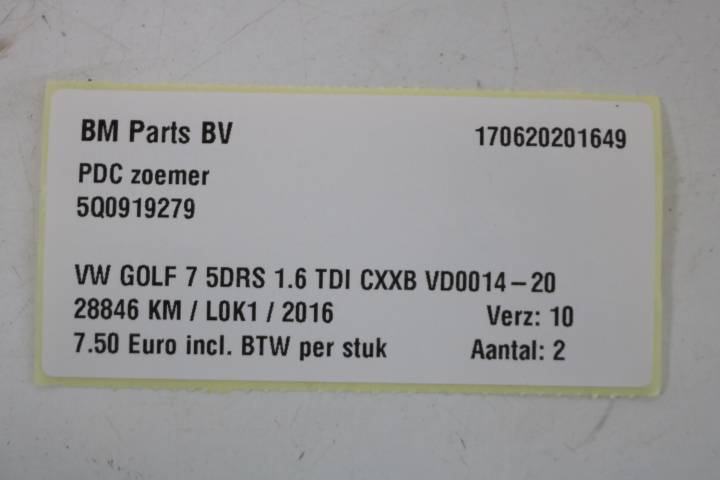 BM Parts BV 170620201649
PDC zoemer
5Q0919279
VW GOLF 7 5DRS 1.6 TDI CXXB VD0014-20
28846 KM / L0K1 / 2016 Verz: 10
7.50 Euro incl. BTW per stuk Aantal: 2